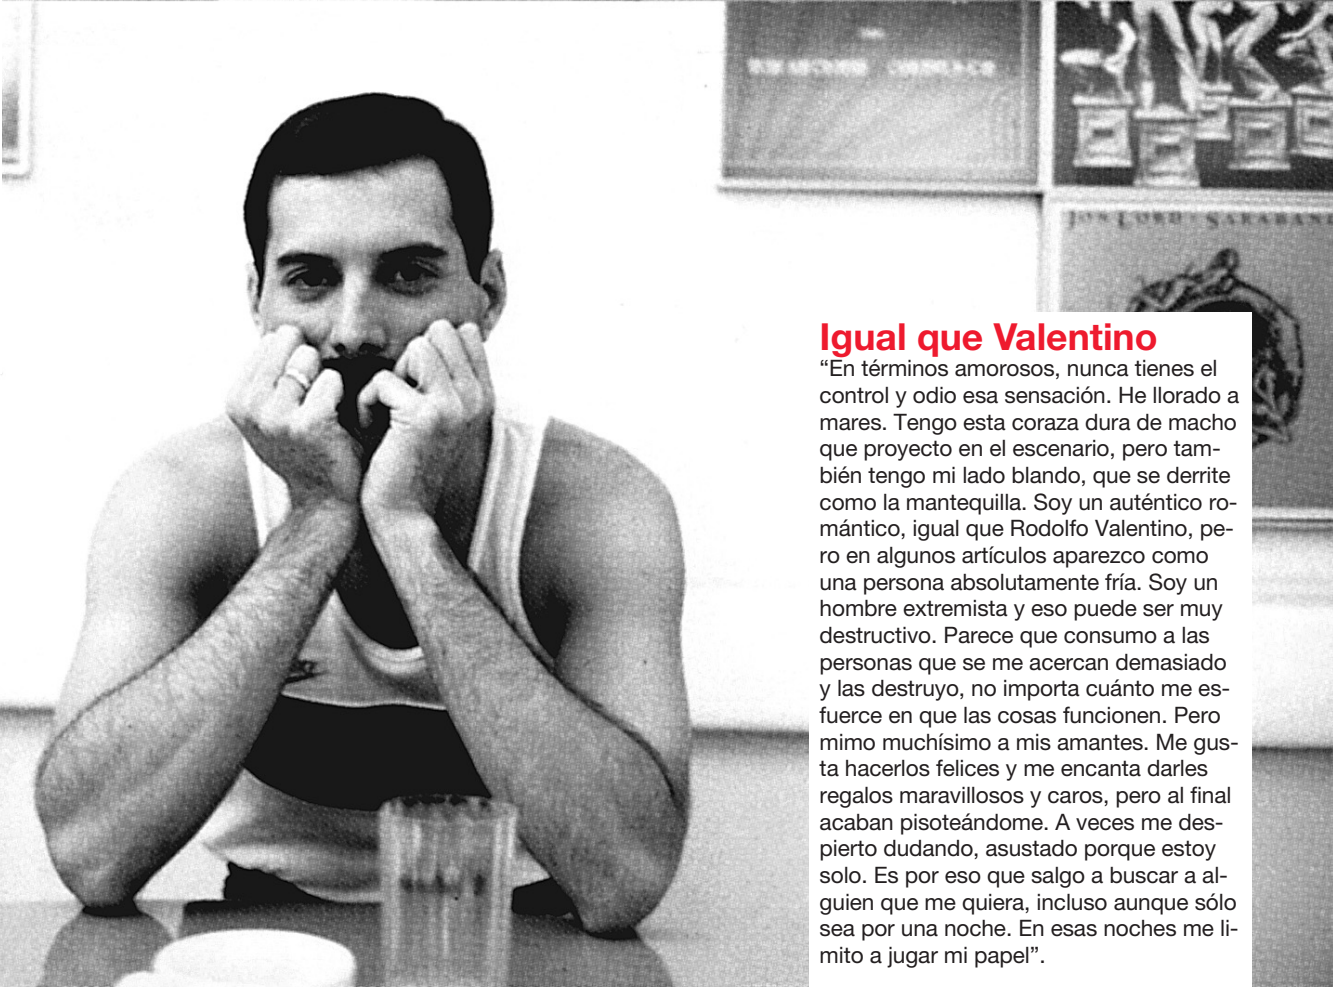 JON LORD SARABAND
Igual que Valentino
“En términos amorosos, nunca tienes el
control y odio esa sensación. He llorado a
mares. Tengo esta coraza dura de macho
que proyecto en el escenario, pero tam-
bién tengo mi lado blando, que se derrite
como la mantequilla. Soy un auténtico ro-
mántico, igual que Rodolfo Valentino, pe-
ro en algunos artículos aparezco como
una persona absolutamente fría. Soy un
hombre extremista y eso puede ser muy
destructivo. Parece que consumo a las
personas que se me acercan demasiado
y las destruyo, no importa cuánto me es-
fuerce en que las cosas funcionen. Pero
mimo muchísimo a mis amantes. Me gus-
ta hacerlos felices y me encanta darles
regalos maravillosos y caros, pero al final
acaban pisoteándome. A veces me des-
pierto dudando, asustado porque estoy
solo. Es por eso que salgo a buscar a al-
guien que me quiera, incluso aunque sólo
sea por una noche. En esas noches me li-
mito a jugar mi papel”.